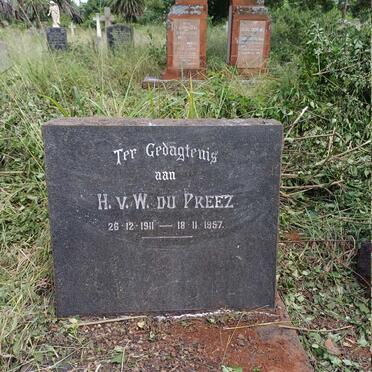 Ter Gedagtenis
aan
H. V. W. DU PREEZ
26-12-1911 — 18-11-1957.